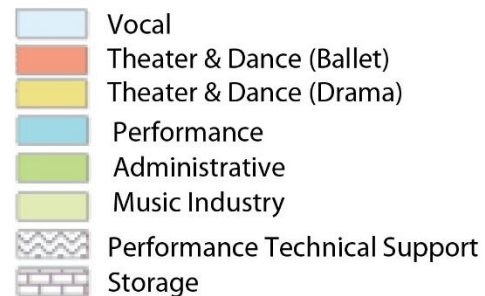 Vocal
Theater & Dance (Ballet)
Theater & Dance (Drama)
Performance
Administrative
Music Industry
Performance Technical Support
Storage